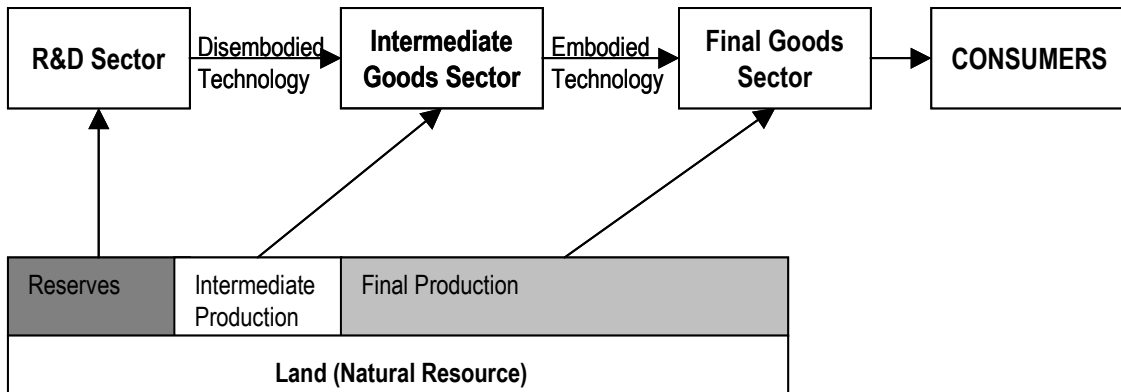 R&D Sector
Disembodied
Technology
Intermediate
Goods Sector
Embodied
Technology
Final Goods
Sector
CONSUMERS
Reserves
Intermediate
Production
Final Production
Land (Natural Resource)